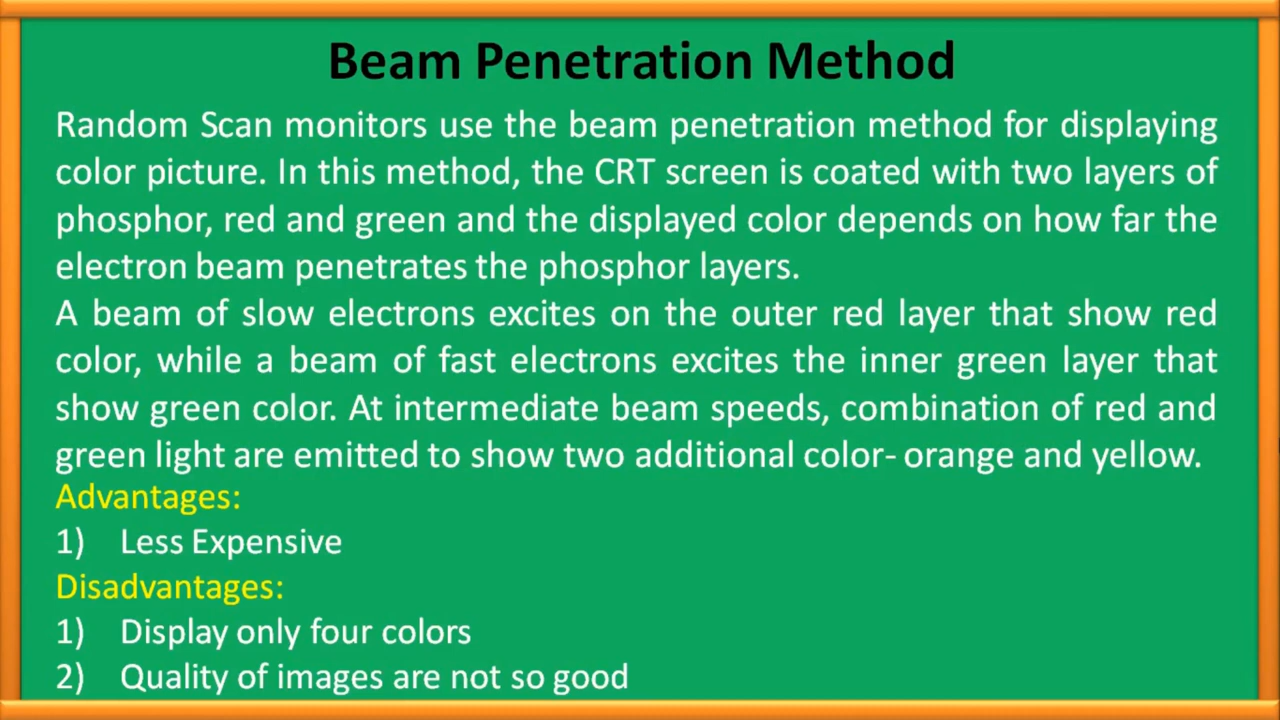 Beam Penetration Method
Random Scan monitors use the beam penetration method for displaying
color picture. In this method, the CRT screen is coated with two layers of
phosphor, red and green and the displayed color depends on how far the
electron beam penetrates the phosphor layers.
A beam of slow electrons excites on the outer red layer that show red
color, while a beam of fast electrons excites the inner green layer that
show green color. At intermediate beam speeds, combination of red and
green light are emitted to show two additional color- orange and yellow.
Advantages:
1) Less Expensive
Disadvantages:
1) Display only four colors
2) Quality of images are not so good